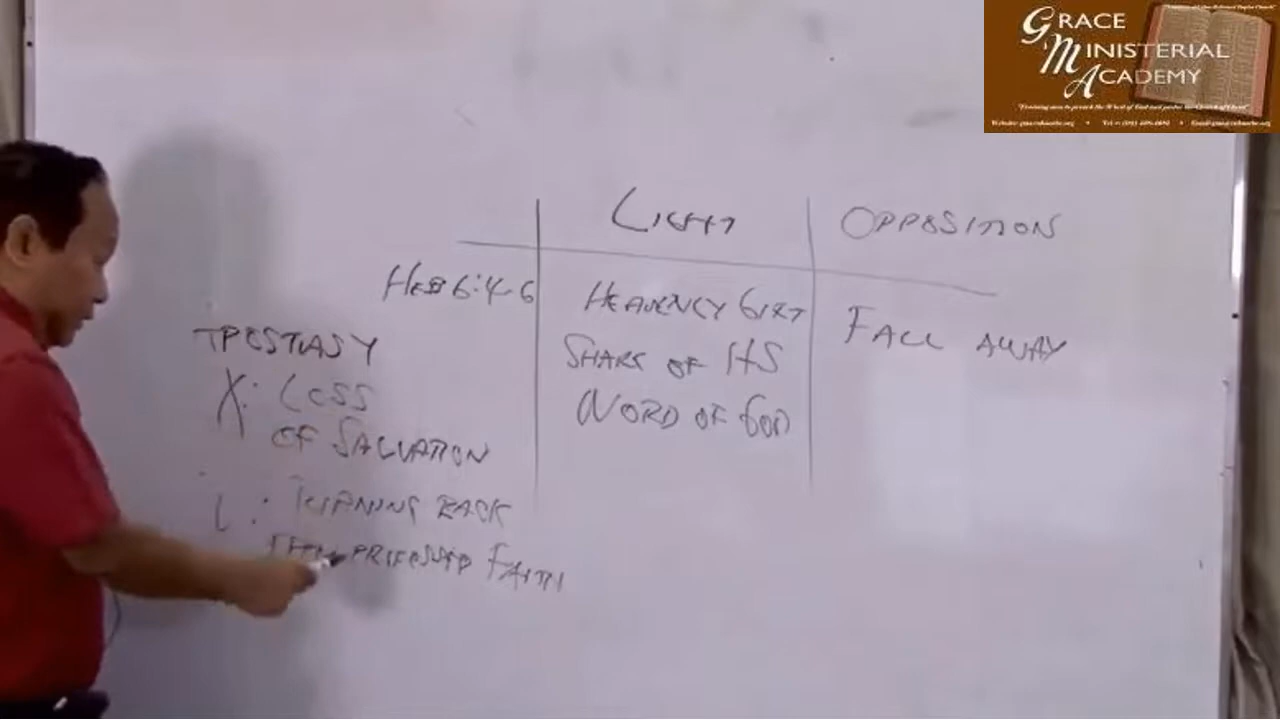 GRACE
MINISTERIAL
ACADEMY
LIGHT
OPPOSITION
HEB 6:4-6
HEAVENLY GIFT
FALL AWAY
SHARE OF HS
WORD OF GOD
APOSTASY
X: LOSS
OF SALVATION
: TURNING BACK
FAITH